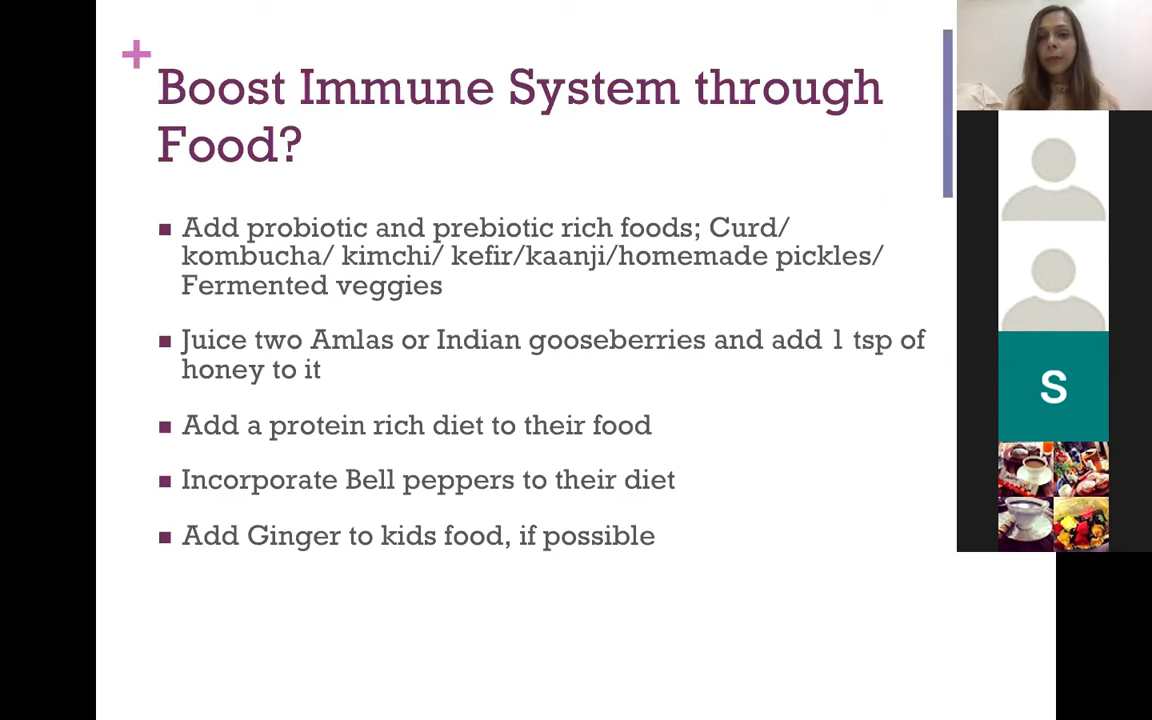 +
Boost Immune System through
Food?
Add probiotic and prebiotic rich foods; Curd/
kombucha/ kimchi/ kefir/kaanji/homemade pickles/
Fermented veggies
Juice two Amlas or Indian gooseberries and add 1 tsp of
honey to it
Add a protein rich diet to their food
Incorporate Bell peppers to their diet
Add Ginger to kids food, if possible
S